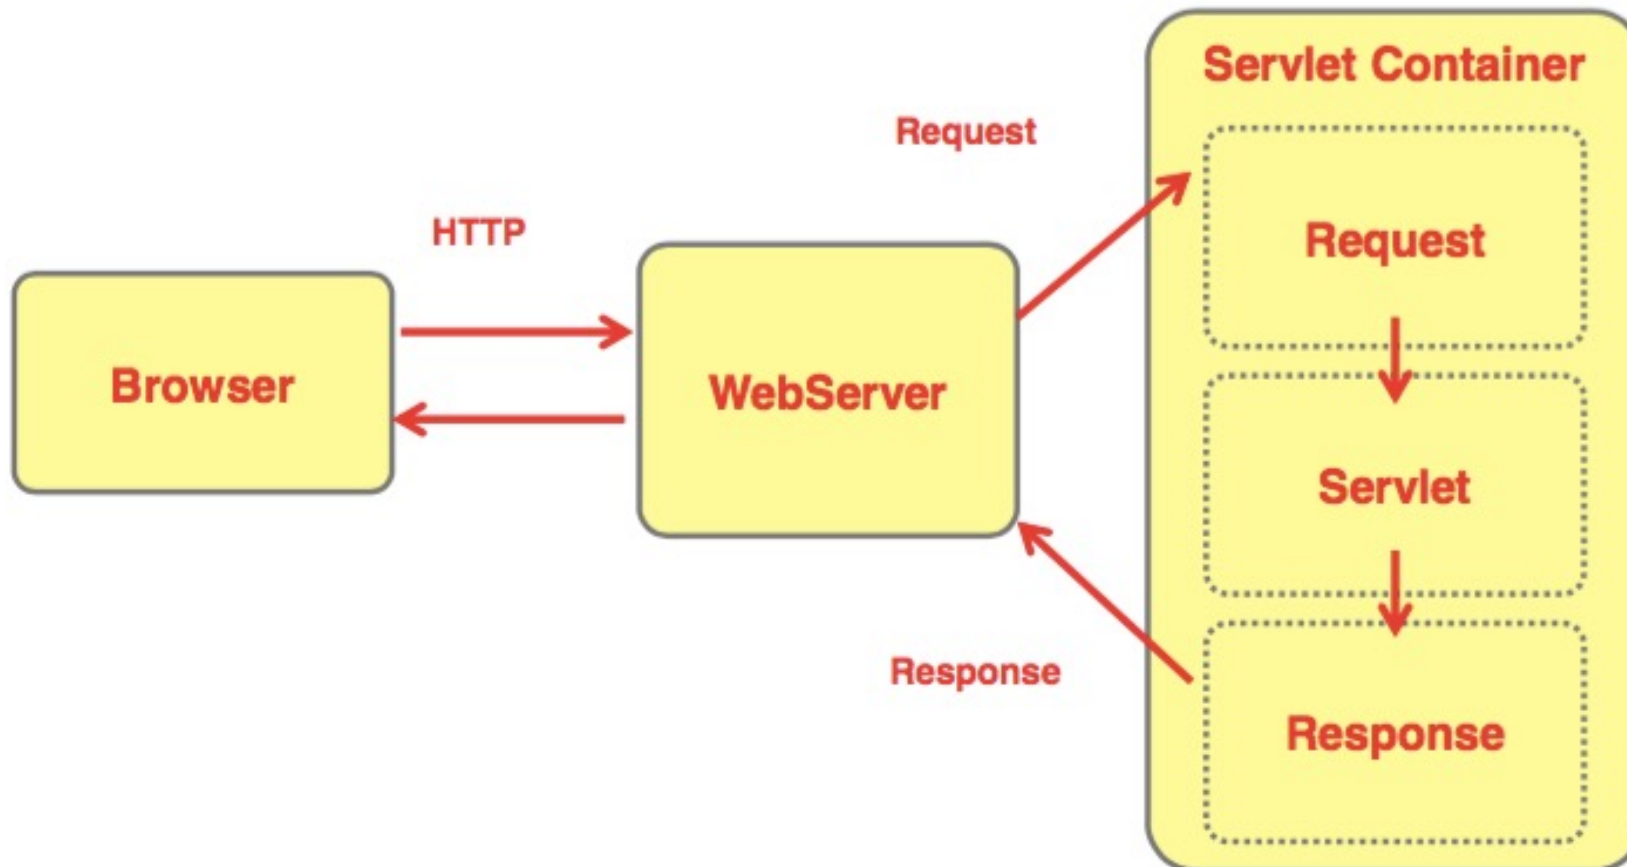 Servlet Container
Request
HTTP
Request
Browser
WebServer
Servlet
Response
Response